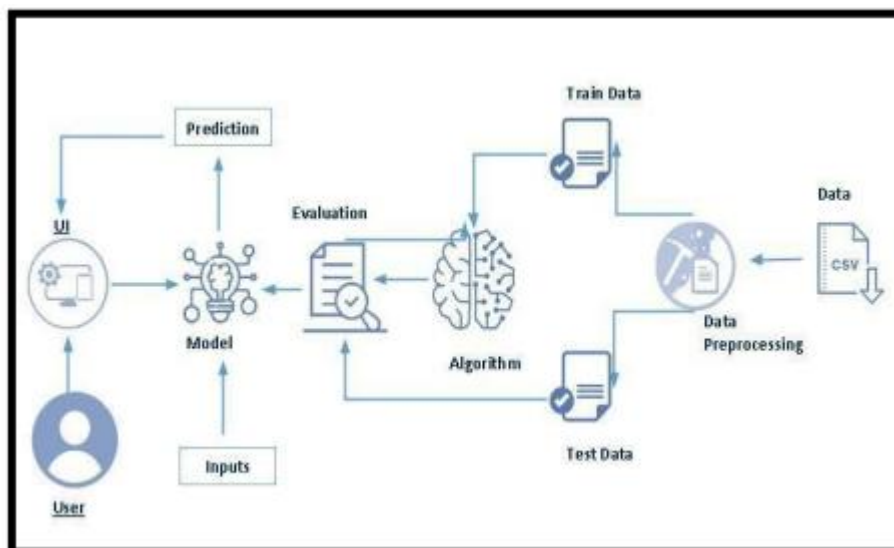 Train Data
Prediction
Data
Evaluation
UI
CSV
Model
Data
Preprocessing
Algorithm
Inputs
Test Data
User